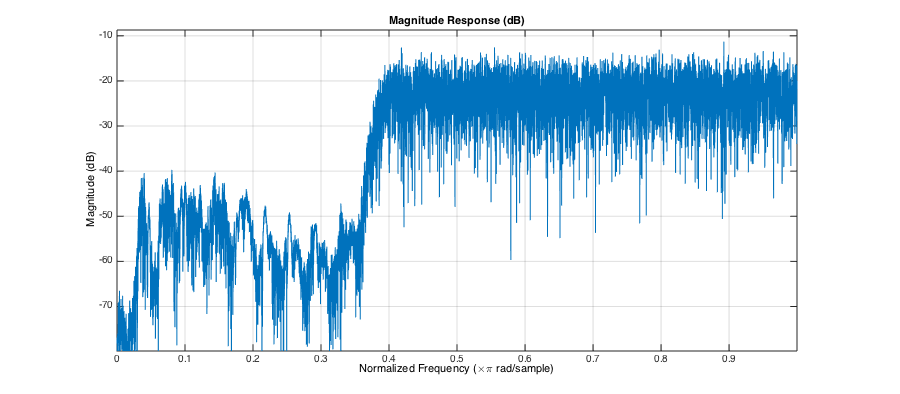 Magnitude Response (dB)
-10
-20
-30
-40
-50
-60
-70
Magnitude (dB)
0 0.1 0.2 0.3 0.4 0.5 0.6 0.7 0.8 0.9
Normalized Frequency (×π rad/sample)